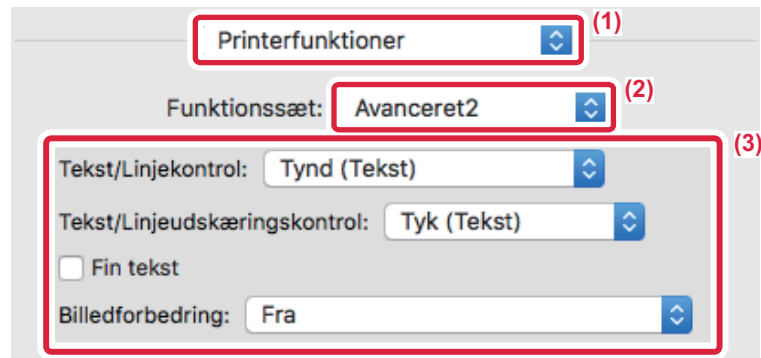 Printerfunktioner (1)
Funktionssæt: Avanceret2 (2)
(3)
Tekst/Linjekontrol: Tynd (Tekst)
Tekst/Linjeudskæringskontrol: Tyk (Tekst)
Fin tekst
Billedforbedring: Fra